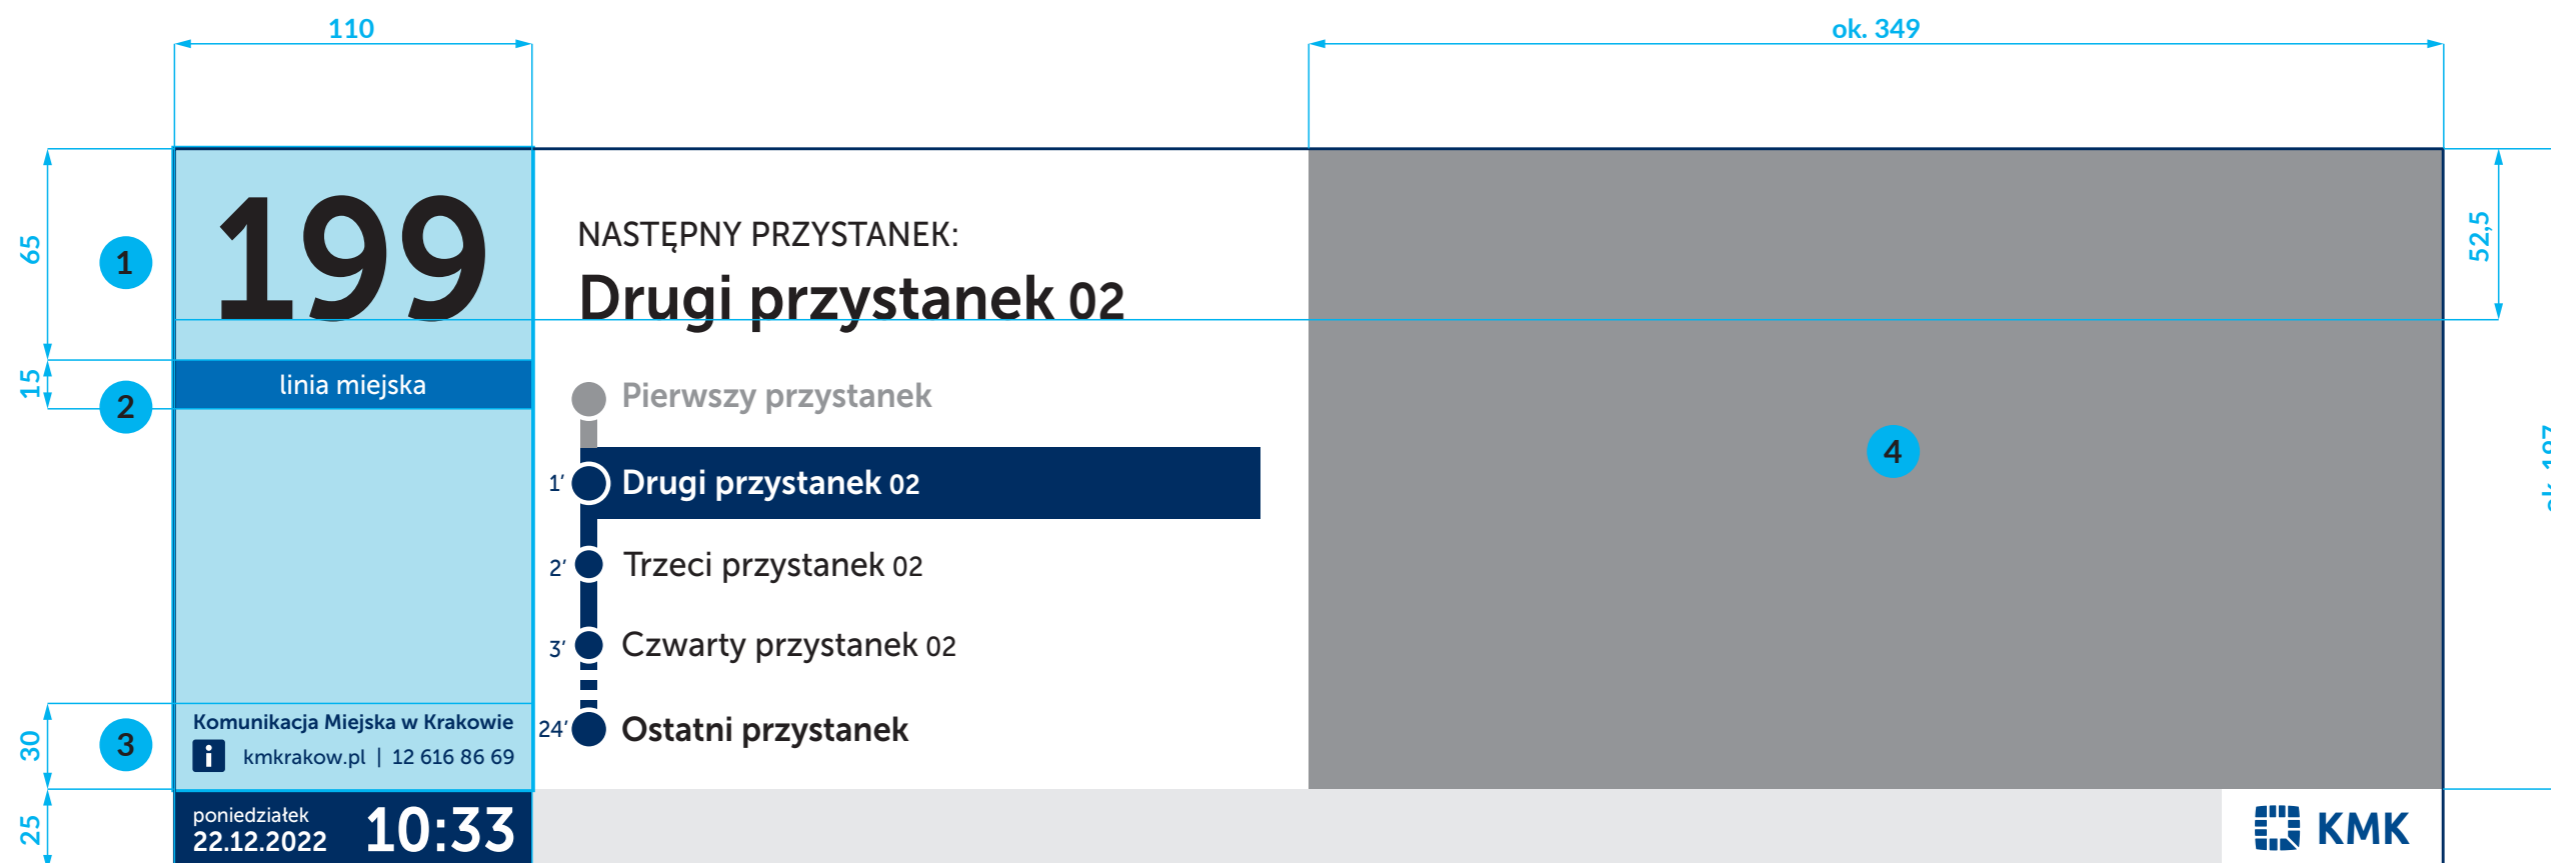 110
ok. 349
65
1
199
NASTĘPNY PRZYSTANEK:
Drugi przystanek 02
52,5
15
2
linia miejska
Pierwszy przystanek
1' Drugi przystanek 02
2' Trzeci przystanek 02
3' Czwarty przystanek 02
24' Ostatni przystanek
4
30
3
Komunikacja Miejska w Krakowie
i kmkrakow.pl | 12 616 86 69
25
poniedziałek
22.12.2022
10:33
KMK